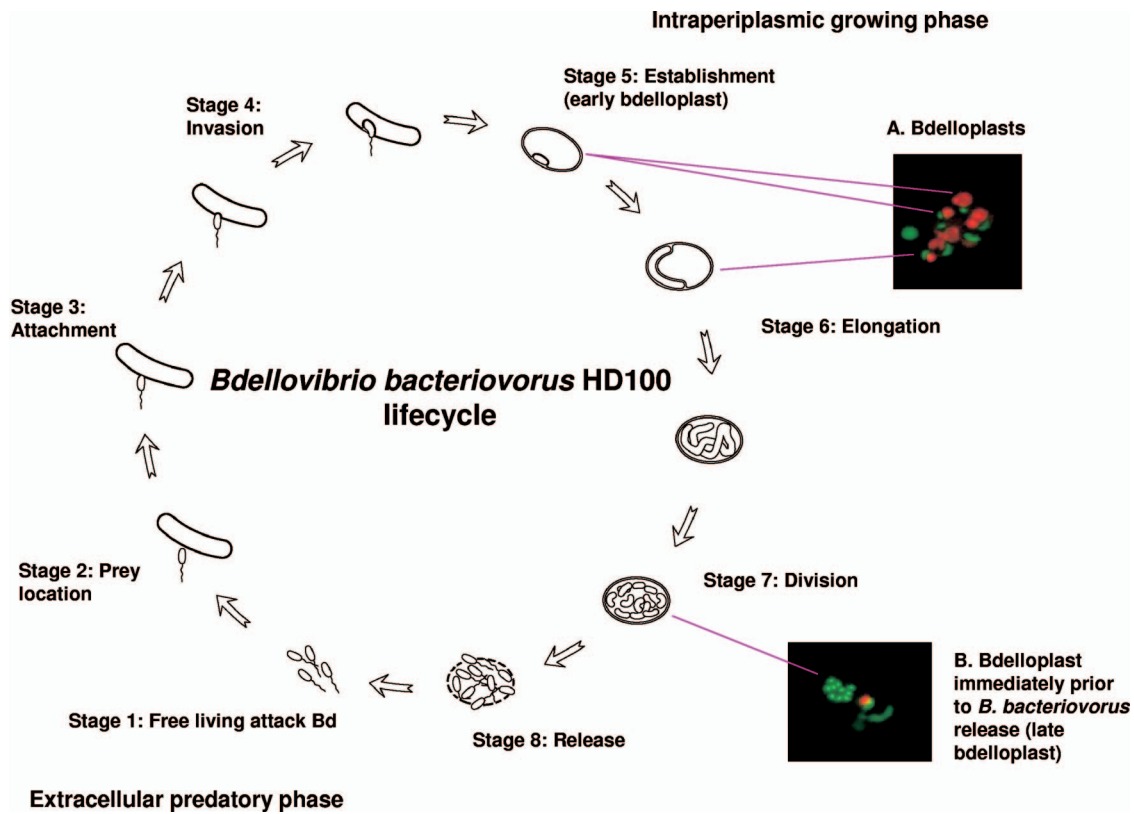 Intraperiplasmic growing phase
Stage 5: Establishment
(early bdelloplast)
Stage 4:
Invasion
A. Bdelloplasts
Stage 3:
Attachment
Stage 6: Elongation
Bdellovibrio bacteriovorus HD100
lifecycle
Stage 2: Prey
location
Stage 7: Division
B. Bdelloplast
immediately prior
to B. bacteriovorus
release (late
bdelloplast)
Stage 1: Free living attack Bd
Stage 8: Release
Extracellular predatory phase